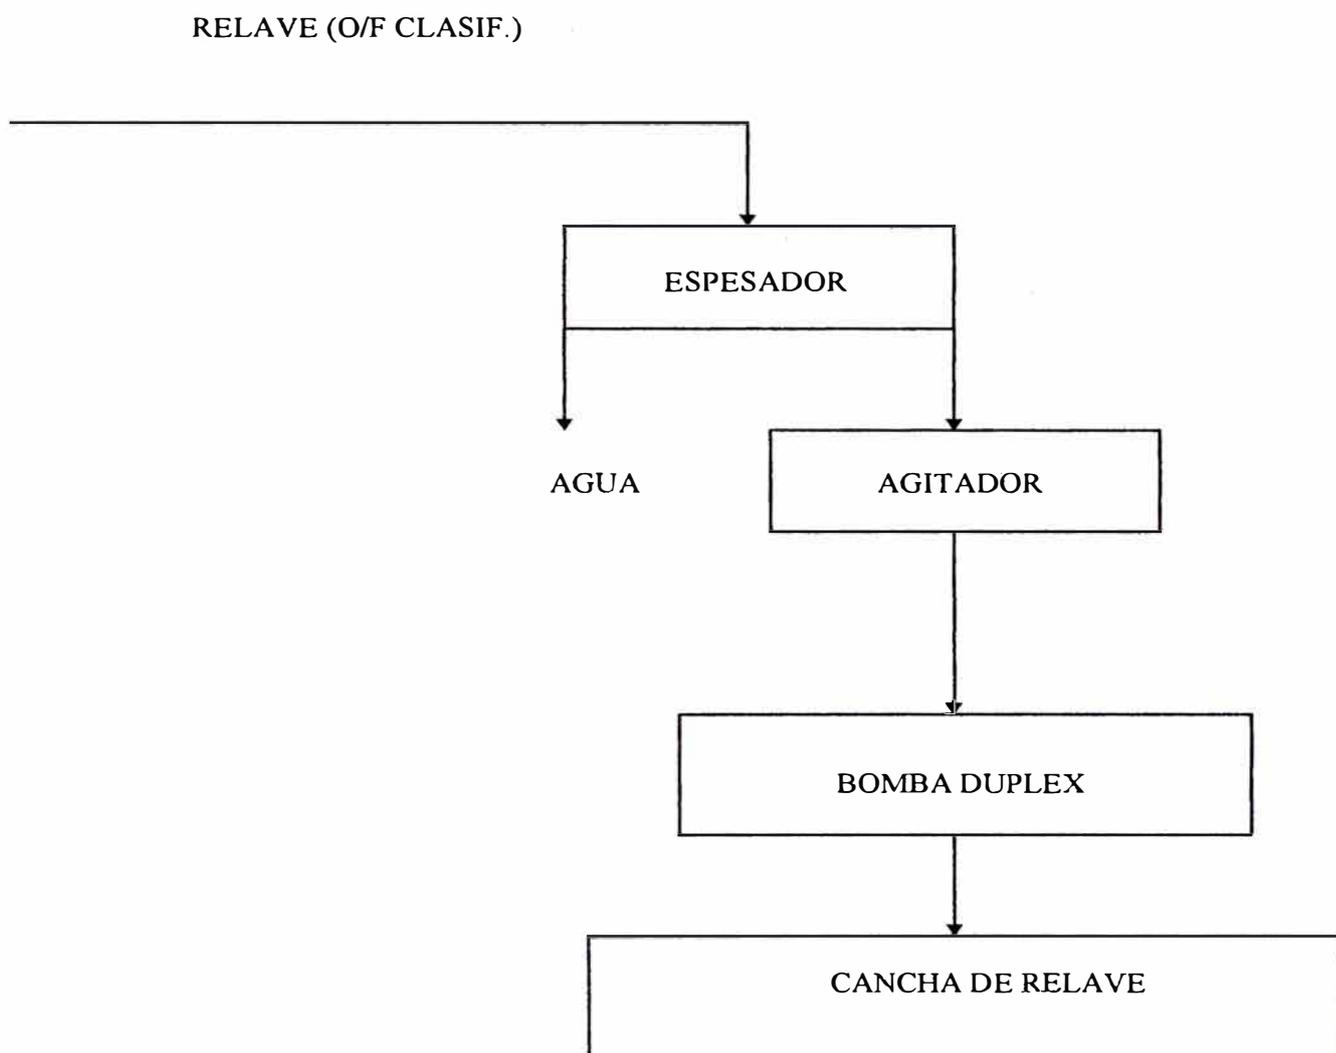 RELAVE (O/F CLASIF.)
ESPESADOR
AGUA
AGITADOR
BOMBA DUPLEX
CANCHA DE RELAVE